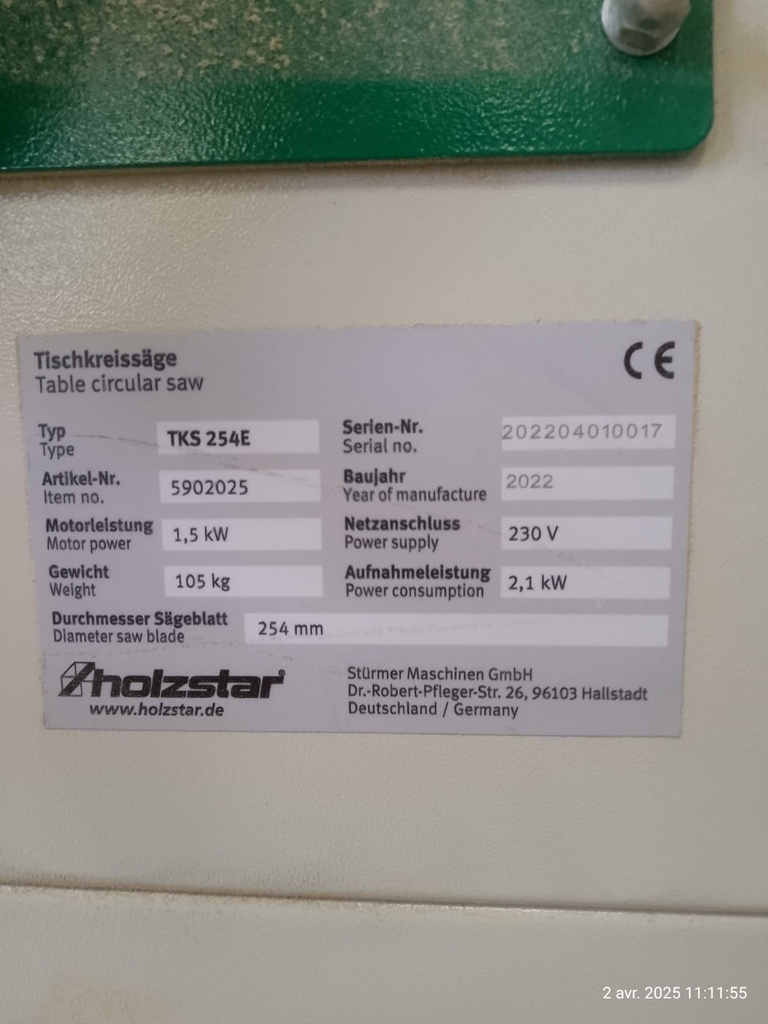 Tischkreissäge
Table circular saw
CE
Typ
Type
TKS 254E
Serien-Nr.
Serial no.
202204010017
Artikel-Nr.
Item no.
5902025
Baujahr
Year of manufacture
2022
Motorleistung
Motor power
1,5 kW
Netzanschluss
Power supply
230 V
Gewicht
Weight
105 kg
Aufnahmeleistung
Power consumption
2,1 kW
Durchmesser Sägeblatt
Diameter saw blade
254 mm
holzstar®
www.holzstar.de
Stürmer Maschinen GmbH
Dr.-Robert-Pfleger-Str. 26, 96103 Hallstadt
Deutschland / Germany
2 avr. 2025 11:11:55